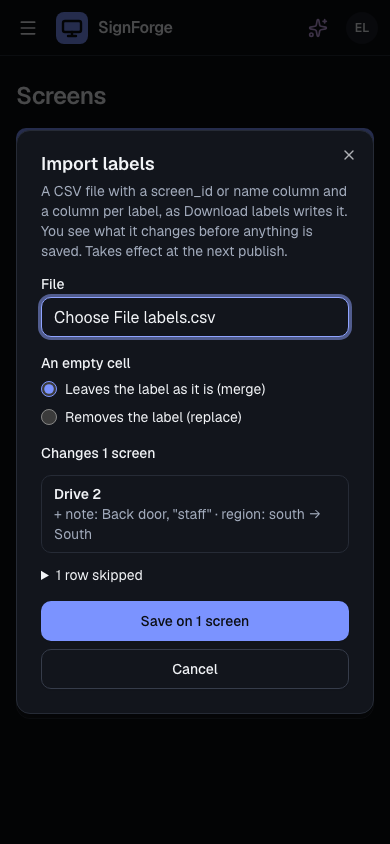 SignForge
EL
Screens
Import labels
A CSV file with a screen_id or name column and
a column per label, as Download labels writes it.
You see what it changes before anything is
saved. Takes effect at the next publish.
File
Choose File labels.csv
An empty cell
Leaves the label as it is (merge)
Removes the label (replace)
Changes 1 screen
Drive 2
+ note: Back door, "staff" · region: south →
South
1 row skipped
Save on 1 screen
Cancel